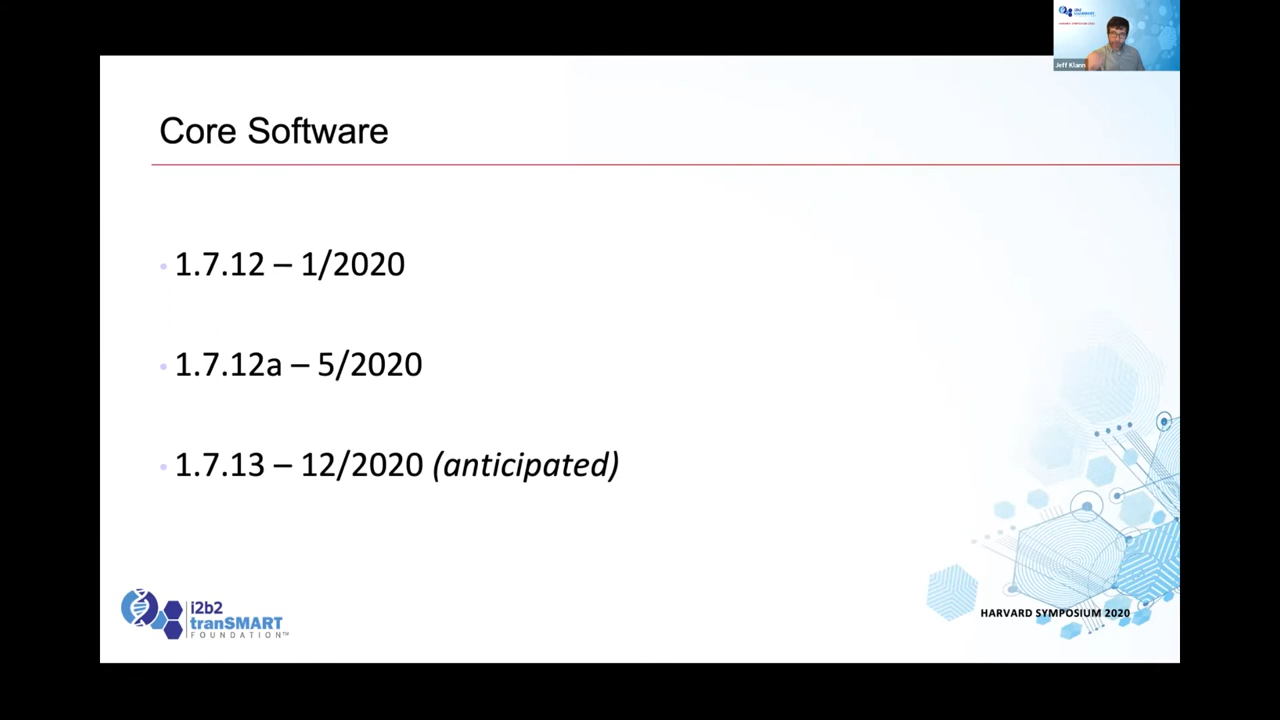 Jeff Klann
Core Software
• 1.7.12 – 1/2020
• 1.7.12a – 5/2020
• 1.7.13 – 12/2020 (anticipated)
i2b2
tranSMART
FOUNDATION™
HARVARD SYMPOSIUM 2020